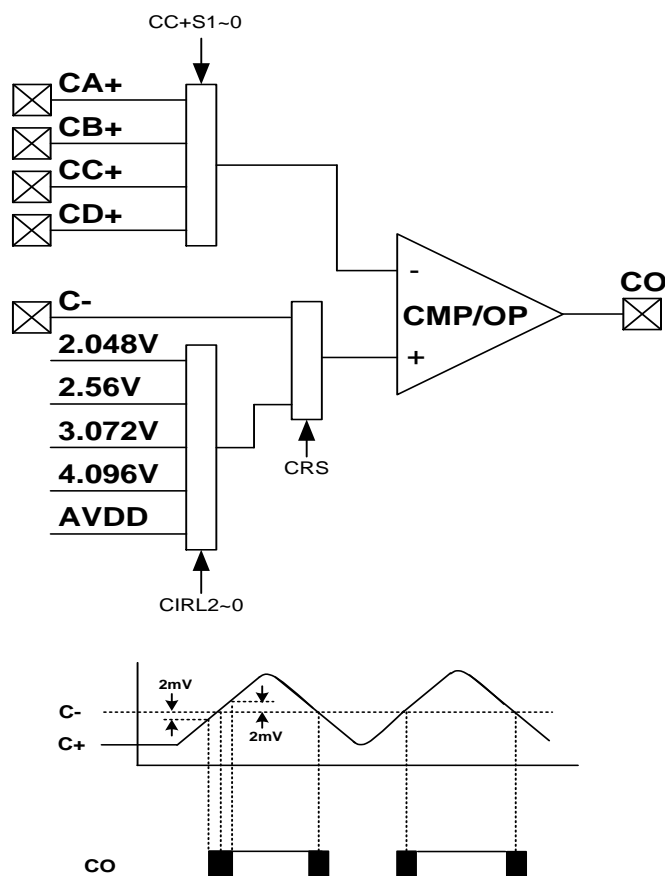 CC+S1~0
CA+
CB+
CC+
CD+
C-
2.048V
2.56V
3.072V
4.096V
AVDD
CIRL2~0
CRS
-
CMP/OP
+
CO
2mV
C-
2mV
C+
CO